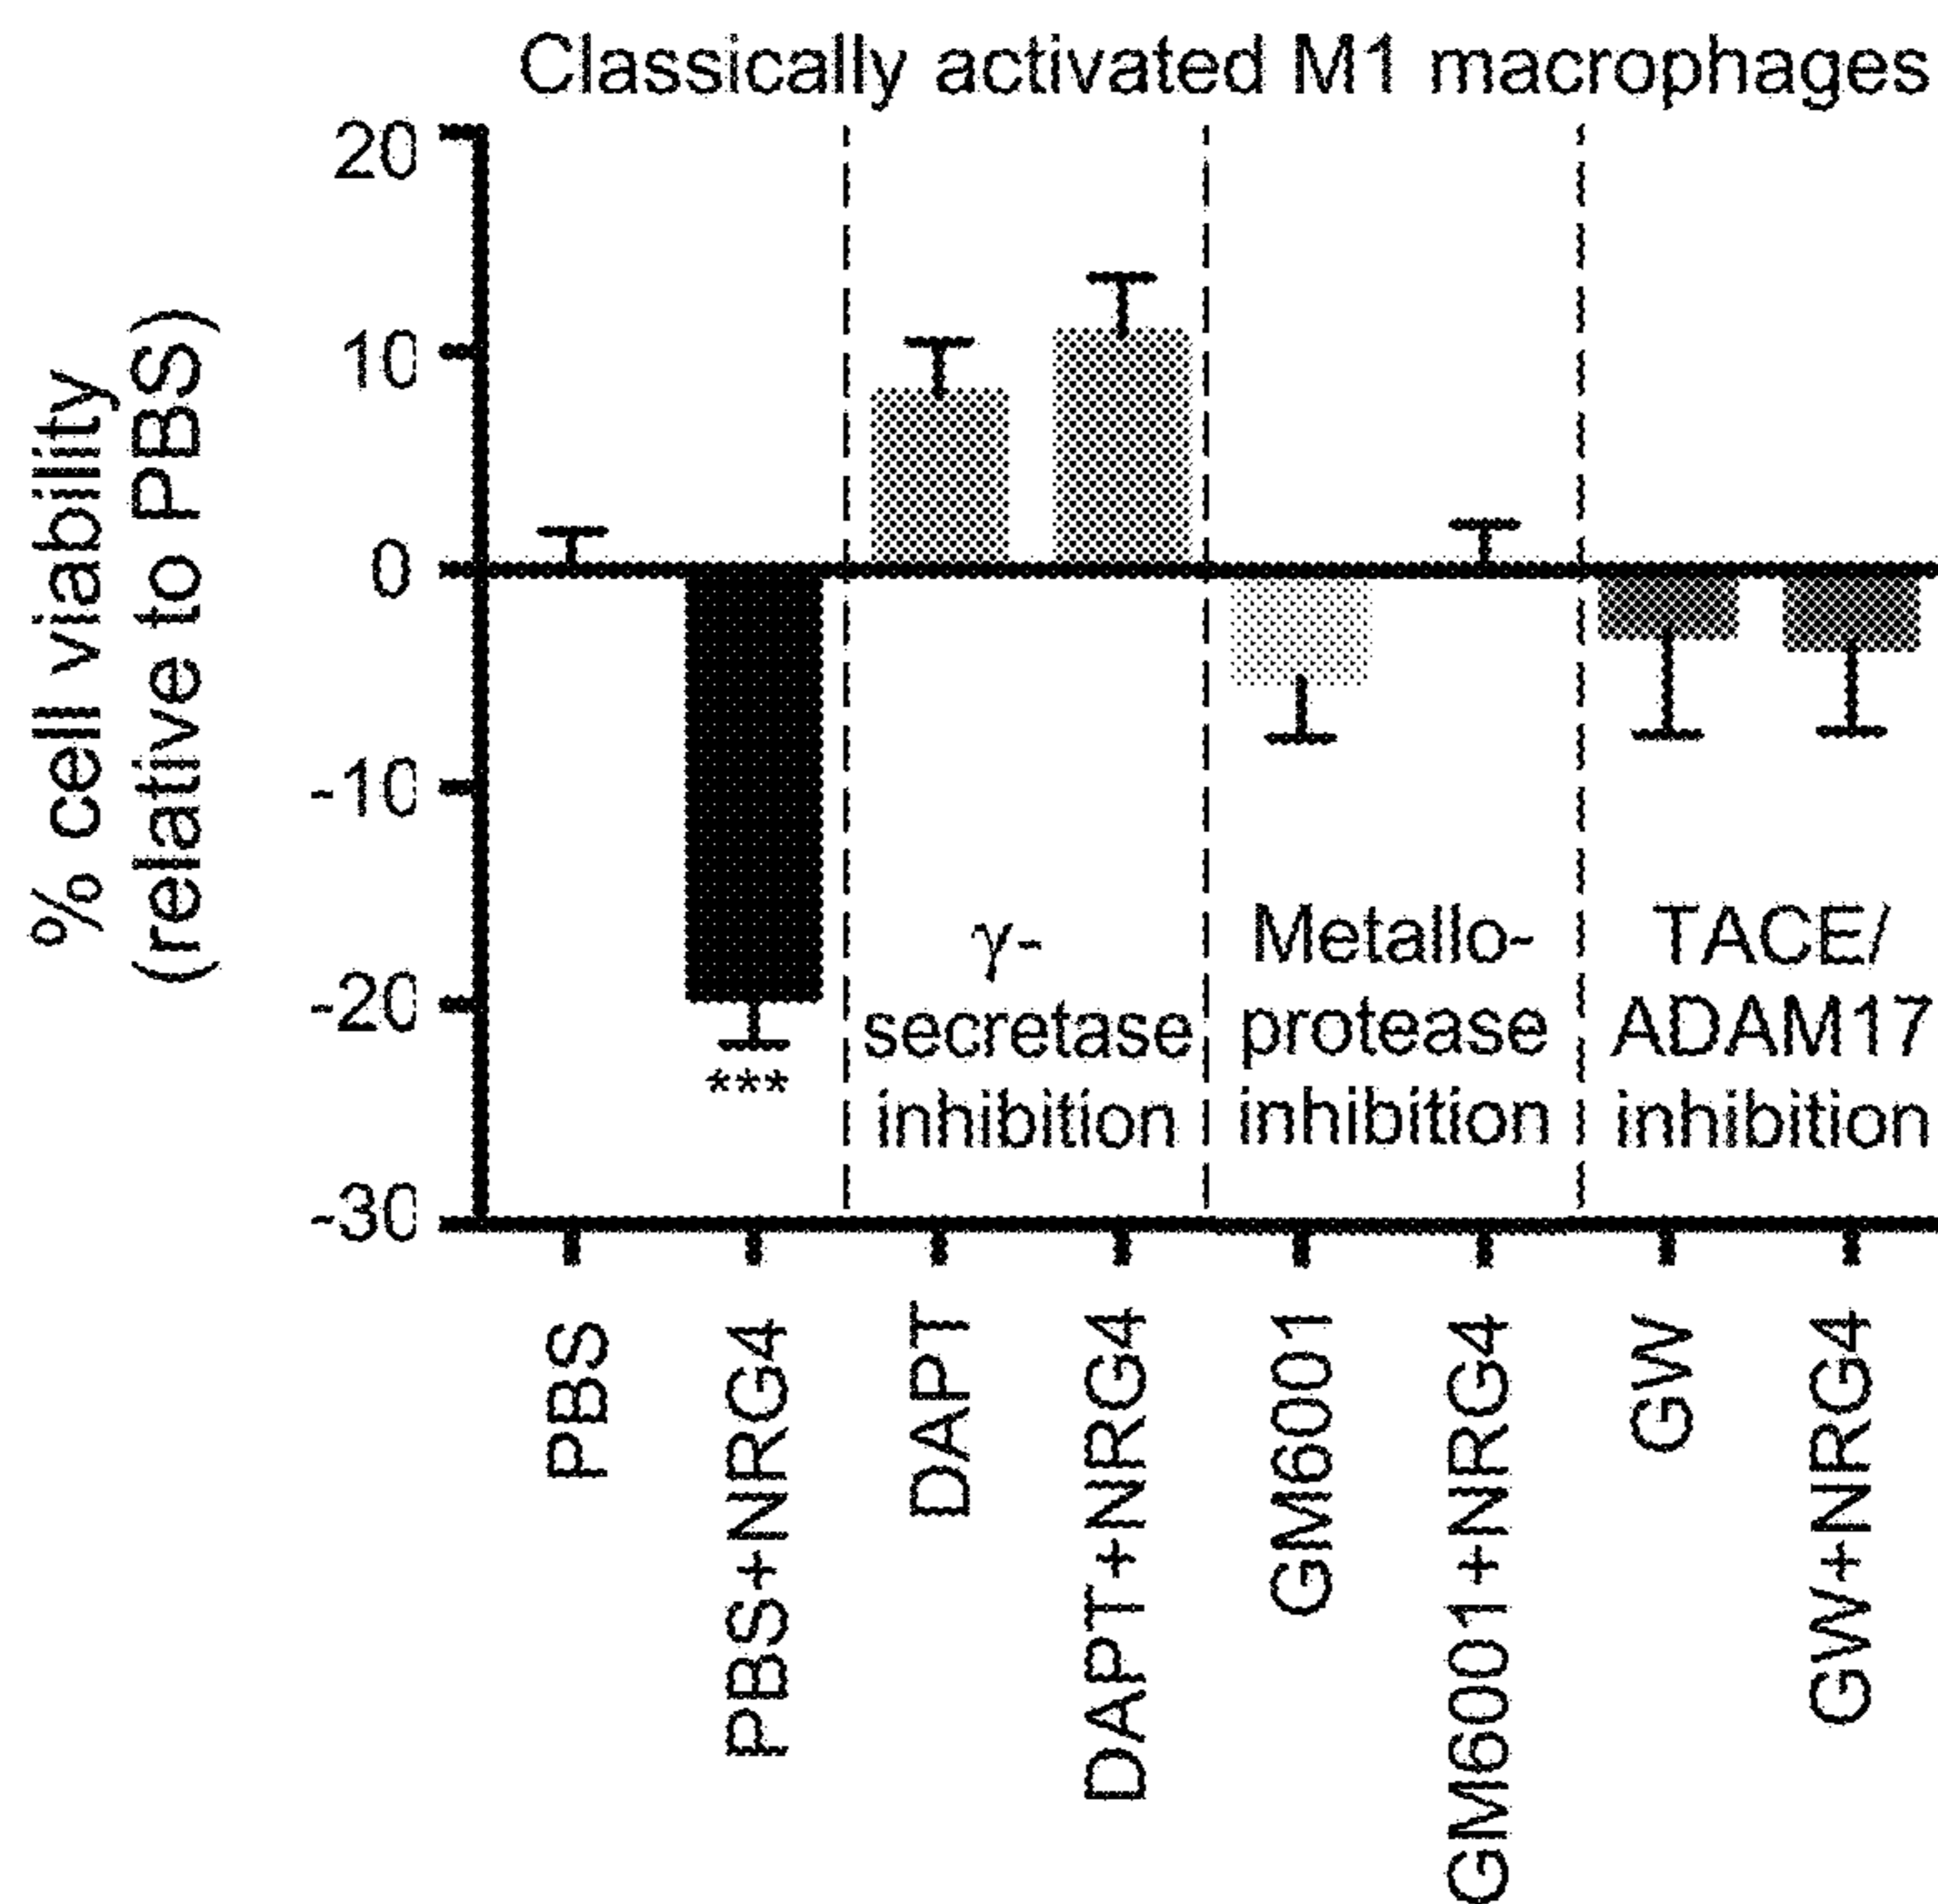 Classically activated M1 macrophages
% cell viability
(relative to PBS)
20
10
0
-10
-20
-30
***
γ-
secretase
inhibition
Metallo-
protease
inhibition
TACE/
ADAM17
inhibition
PBS
PBS+NRG4
DAPT
DAPT+NRG4
GM6001
GM6001+NRG4
GW
GW+NRG4